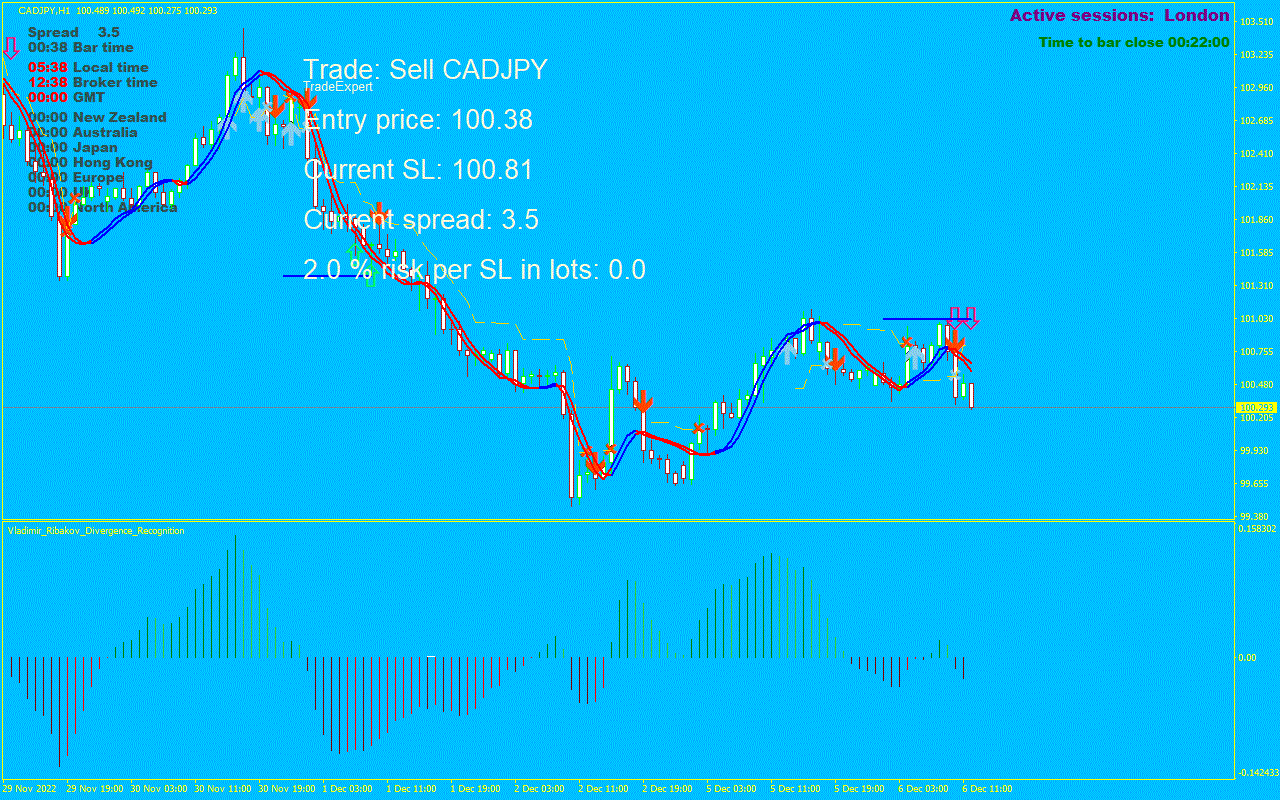 CADJPY,H1 100.489 100.492 100.275 100.293
Active sessions: London
Time to bar close 00:22:00
Spread 3.5
00:38 Bar time
05:38 Local time
12:38 Broker time
00:00 GMT
00:00 New Zealand
00:00 Australia
00:00 Japan
00:00 Hong Kong
00:00 Europe
00:00 UK
00:00 North America
Trade: Sell CADJPY
TradeExpert
Entry price: 100.38
Current SL: 100.81
Current spread: 3.5
2.0 % risk per SL in lots: 0.0
103.510
103.235
102.960
102.685
102.410
102.135
101.860
101.585
101.310
101.030
100.755
100.480
100.293
100.205
99.930
99.655
99.380
Vladimir_Ribakov_Divergence_Recognition
0.158302
0.00
-0.142433
29 Nov 2022 29 Nov 19:00 30 Nov 03:00 30 Nov 11:00 30 Nov 19:00 1 Dec 03:00 1 Dec 11:00 1 Dec 19:00 2 Dec 03:00 2 Dec 11:00 2 Dec 19:00 5 Dec 03:00 5 Dec 11:00 5 Dec 19:00 6 Dec 03:00 6 Dec 11:00